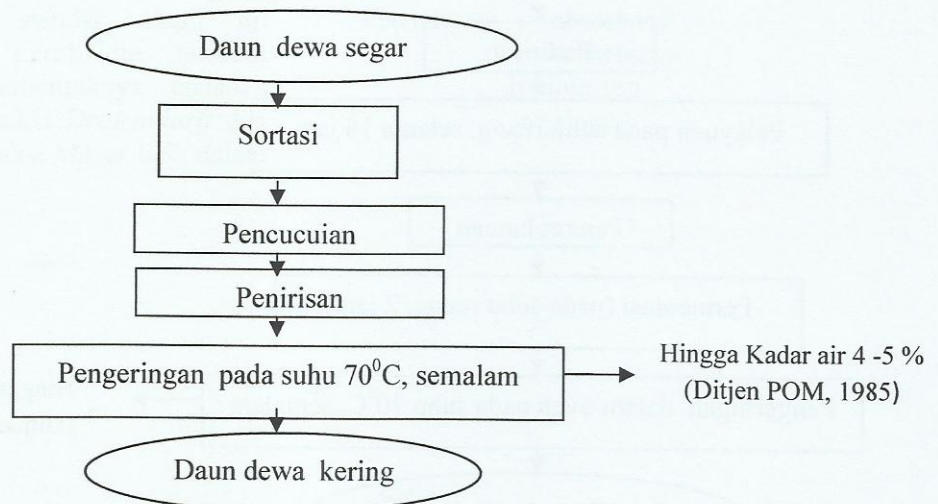 Daun dewa segar
Sortasi
Pencucuian
Penirisan
Pengeringan pada suhu 70⁰C, semalam
Hingga Kadar air 4 -5 %
(Ditjen POM, 1985)
Daun dewa kering